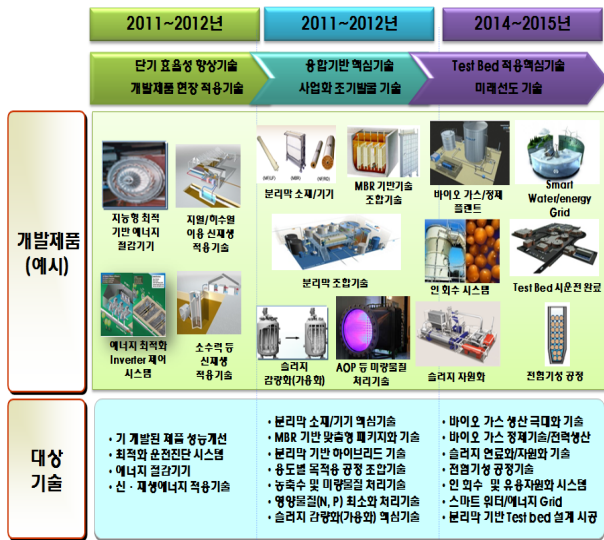 2011~2012년
2011~2012년
2014~2015년
단기 효율성 향상기술
개발제품 현장 적용기술
융합기반 핵심기술
사업화 조기발굴 기술
Test Bed 적용핵심기술
미래선도 기술
개발제품
(예시)
지능형 최적
기반 에너지
절감기기
지열/하수열
이용 신재생
적용기술
분리막 소재/기기
MBR 기반기술
조합기술
바이오 가스/정제
플랜트
Smart
Water/energy
Grid
분리막 조합기술
인 회수 시스템
Test Bed 시운전 완료
에너지 최적화
Inverter 제어
시스템
소수력 등
신재생
적용기술
슬러지
감량화(가용화)
AOP 등 미량물질
처리기술
슬러지 자원화
전혐기성 공정
대상
기술
• 기 개발된 제품 성능개선
• 최적화 운전진단 시스템
• 에너지 절감기기
• 신 · 재생에너지 적용기술
• 분리막 소재/기기 핵심기술
• MBR 기반 맞춤형 패키지화 기술
• 분리막 기반 하이브리드 기술
• 용도별 목적용 공정 조합기술
• 농축수 및 미량물질 처리기술
• 영양물질(N, P) 최소화 처리기술
• 슬러지 감량화(가용화) 핵심기술
• 바이오 가스 생산 극대화 기술
• 바이오 가스 정제기술/전력생산
• 슬러지 연료화/자원화 기술
• 전혐기성 공정기술
• 인 회수 및 유용자원화 시스템
• 스마트 워터/에너지 Grid
• 분리막 기반 Test bed 설계 시공